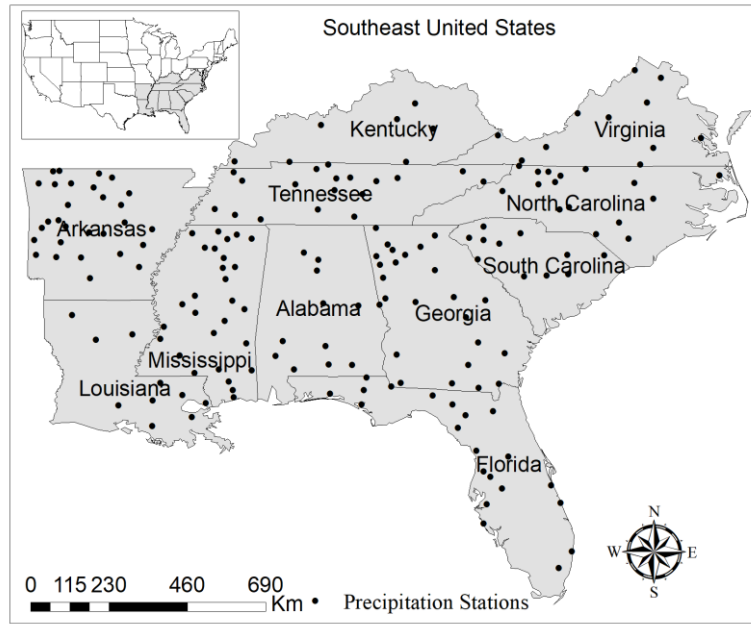 Southeast United States
Kentucky
Virginia
Tennessee
North Carolina
Arkansas
South Carolina
Alabama
Georgia
Mississippi
Louisiana
Florida
N
W
E
S
0 115 230 460 690
Km
Precipitation Stations